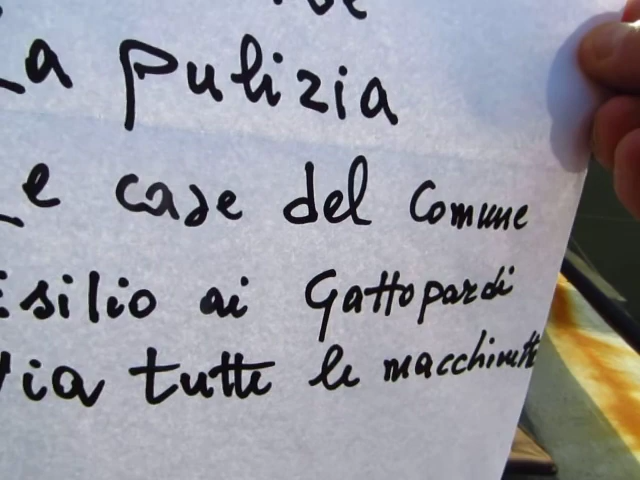 La pulizia
Le case del Comune
Esilio ai Gattopardi
Via tutte le macchinette